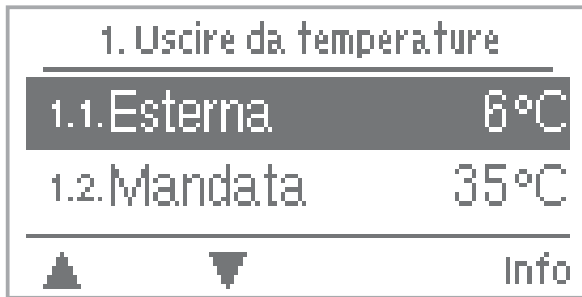 1. Uscire da temperature
1.1. Esterna 6°C
1.2. Mandata 35°C
Info